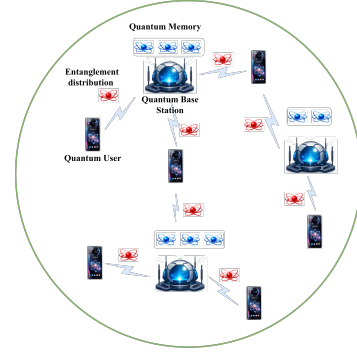 Quantum Memory
Entanglement
distribution
Quantum Base
Station
Quantum User